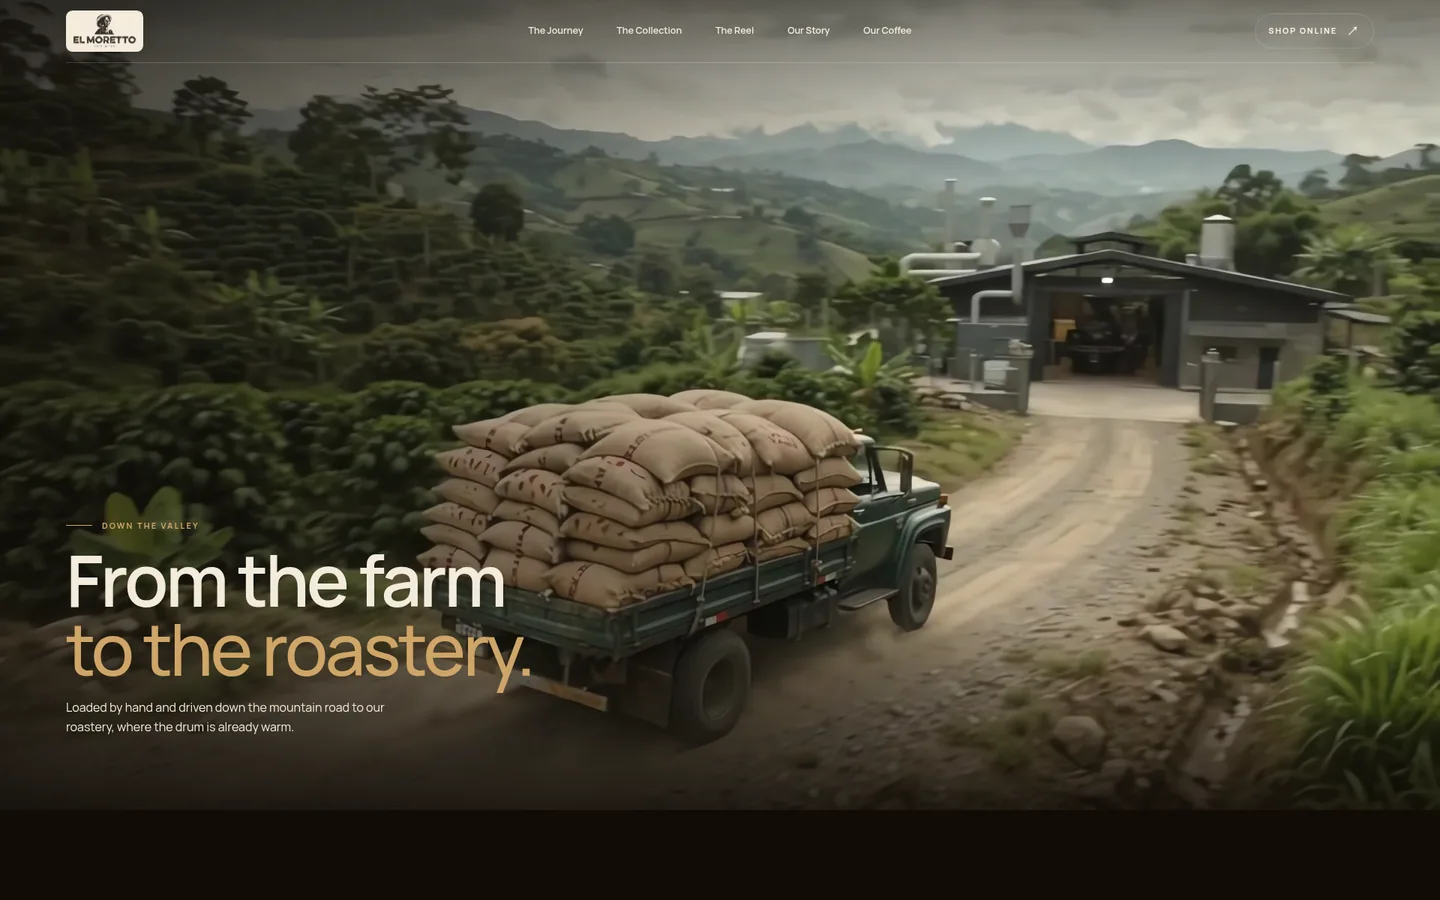 EL MORETTO
The Journey
The Collection
The Reel
Our Story
Our Coffee
SHOP ONLINE
DOWN THE VALLEY
From the farm
to the roastery.
Loaded by hand and driven down the mountain road to our
roastery, where the drum is already warm.